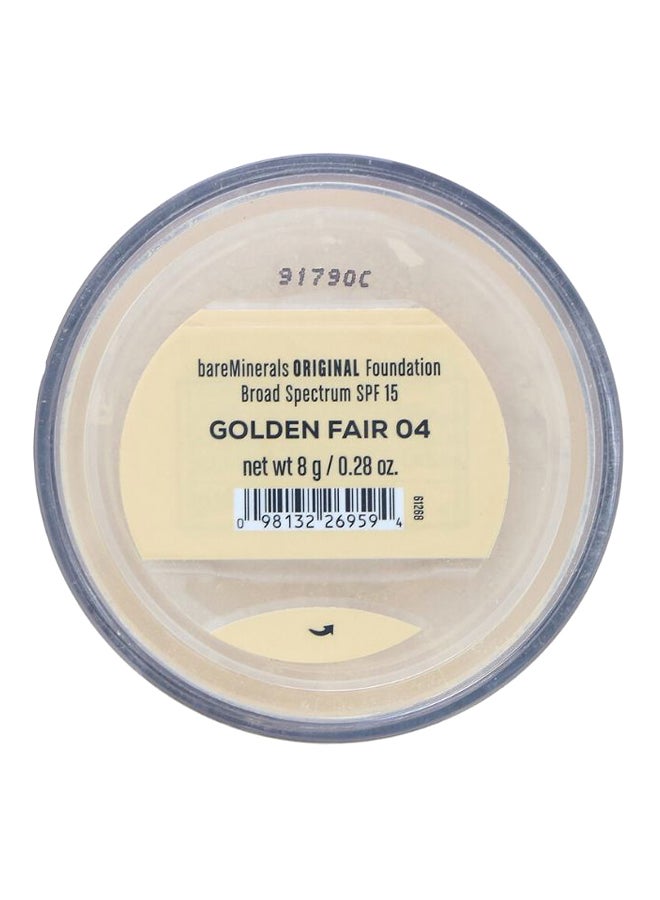 91790C
bareMinerals ORIGINAL Foundation
Broad Spectrum SPF 15
GOLDEN FAIR 04
net wt 8 g / 0.28 oz.
0 98132 26959 4
61268